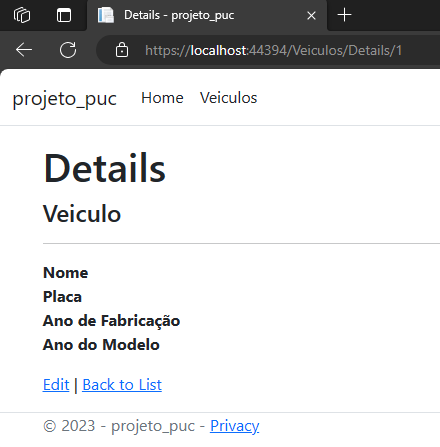 Details - projeto_puc
https://localhost:44394/Veiculos/Details/1
projeto_puc Home Veiculos
Details
Veiculo
Nome
Placa
Ano de Fabricação
Ano do Modelo
Edit | Back to List
© 2023 - projeto_puc - Privacy